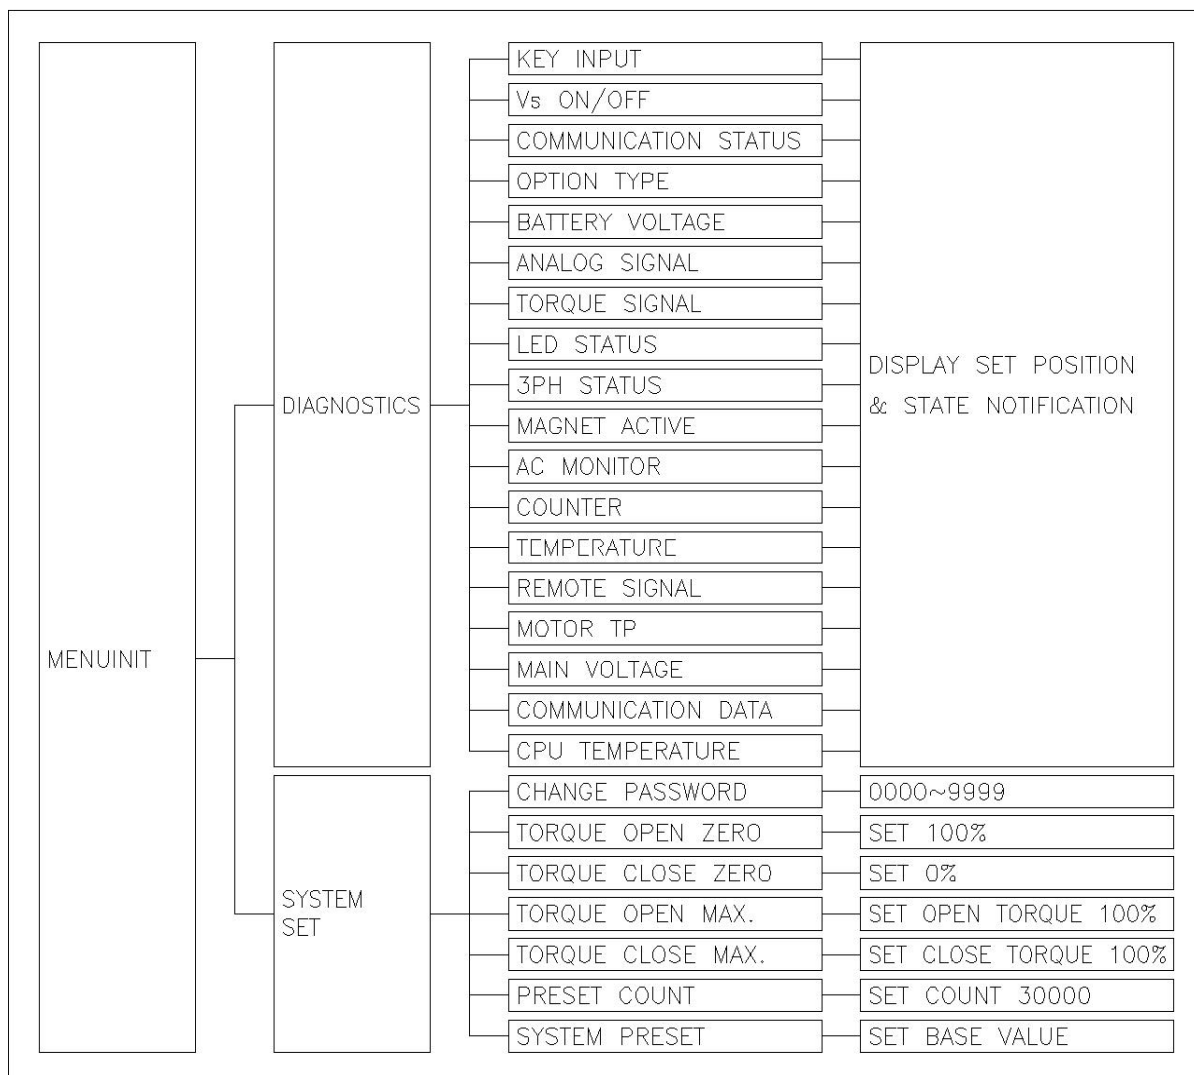 MENUINIT
DIAGNOSTICS
KEY INPUT
Vs ON/OFF
COMMUNICATION STATUS
OPTION TYPE
BATTERY VOLTAGE
ANALOG SIGNAL
TORQUE SIGNAL
LED STATUS
3PH STATUS
MAGNET ACTIVE
AC MONITOR
COUNTER
TEMPERATURE
REMOTE SIGNAL
MOTOR TP
MAIN VOLTAGE
COMMUNICATION DATA
CPU TEMPERATURE
DISPLAY SET POSITION
& STATE NOTIFICATION
SYSTEM
SET
CHANGE PASSWORD
0000~9999
TORQUE OPEN ZERO
SET 100%
TORQUE CLOSE ZERO
SET 0%
TORQUE OPEN MAX.
SET OPEN TORQUE 100%
TORQUE CLOSE MAX.
SET CLOSE TORQUE 100%
PRESET COUNT
SET COUNT 30000
SYSTEM PRESET
SET BASE VALUE